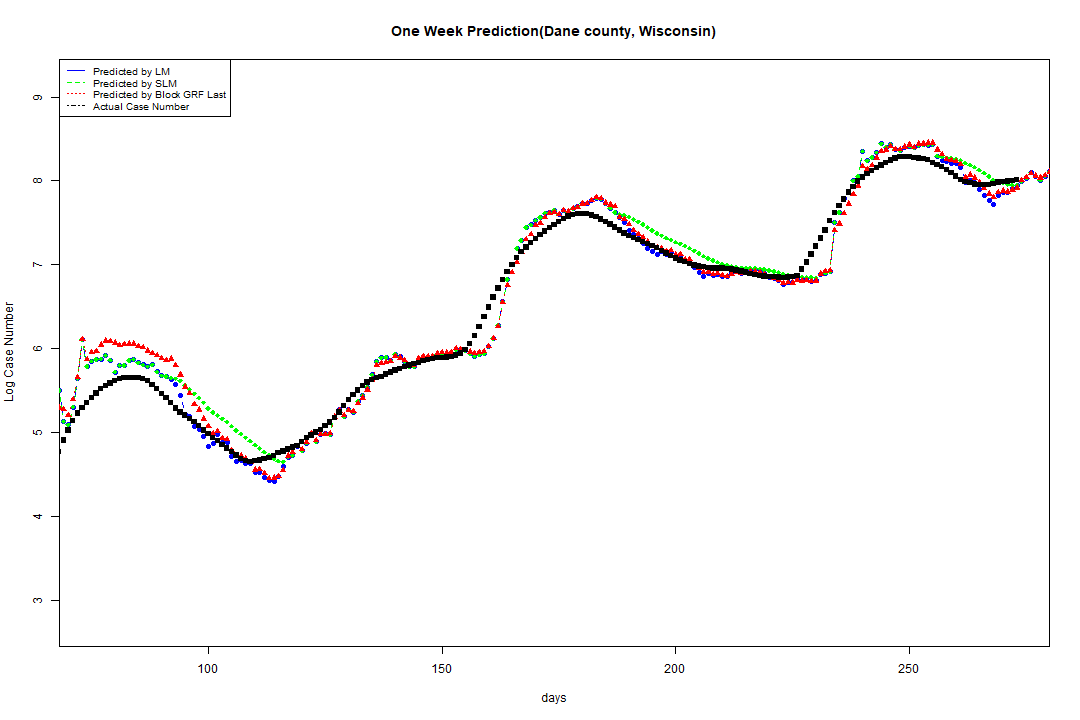 One Week Prediction(Dane county, Wisconsin)
Predicted by LM
Predicted by SLM
Predicted by Block GRF Last
Actual Case Number
9
8
7
6
5
4
3
Log Case Number
100 150 200 250
days